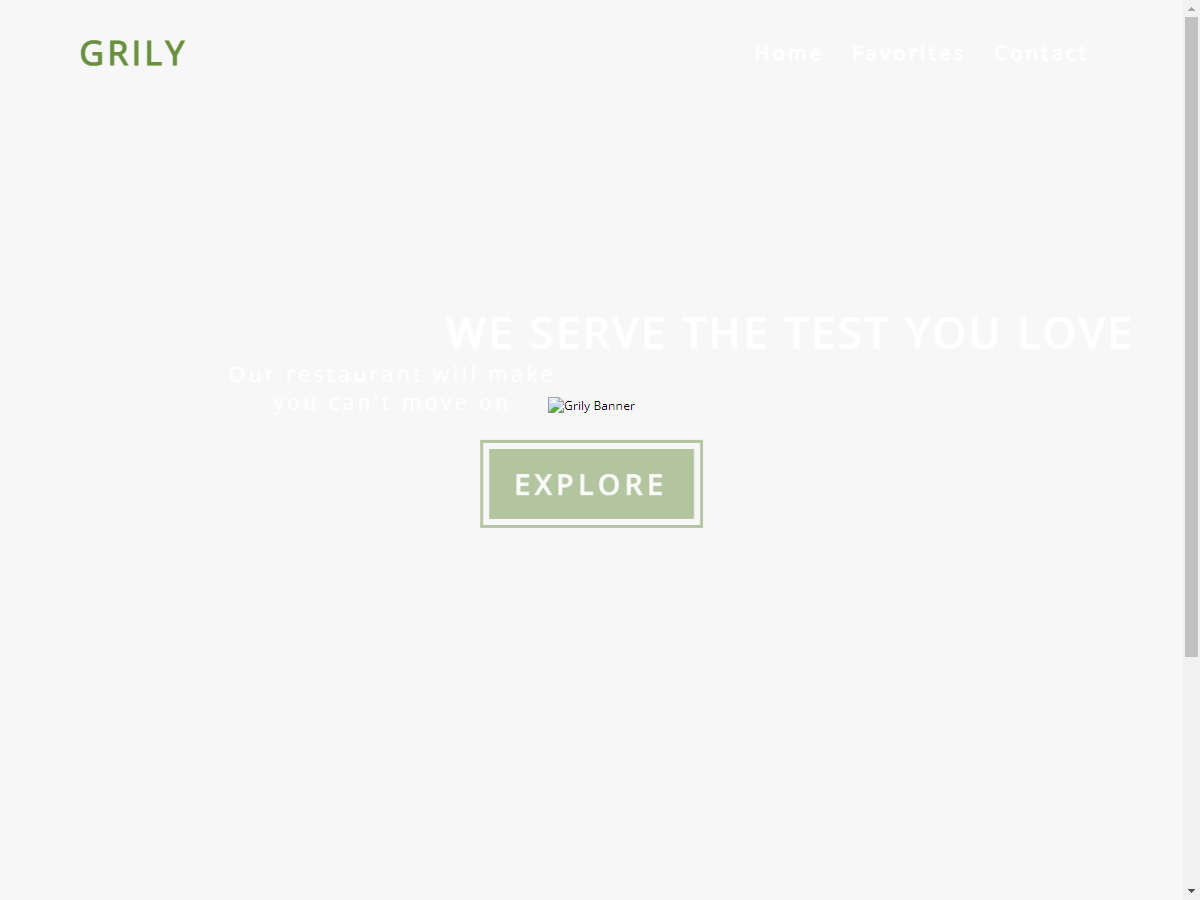 GRILY
Home Favorites Contact
WE SERVE THE TEST YOU LOVE
Our restaurant will make
you can't move on
Grily Banner
EXPLORE